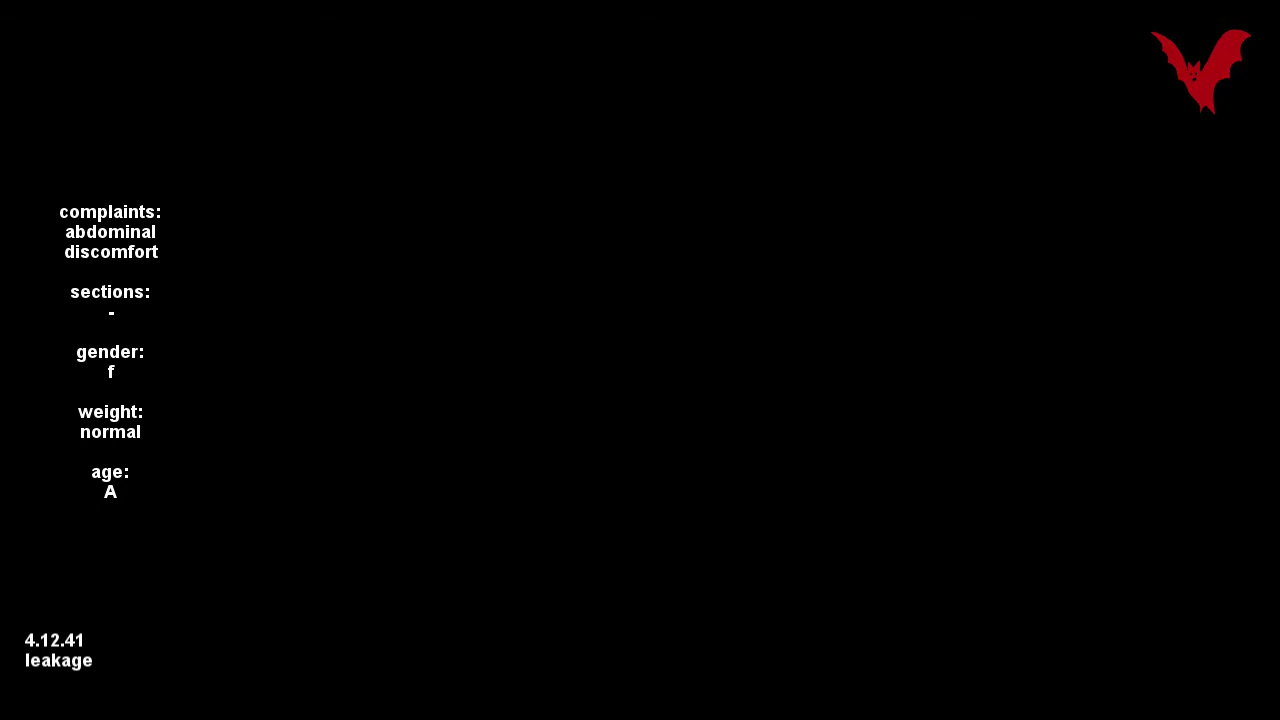 complaints:
abdominal
discomfort
sections:
-
gender:
f
weight:
normal
age:
A
4.12.41
leakage